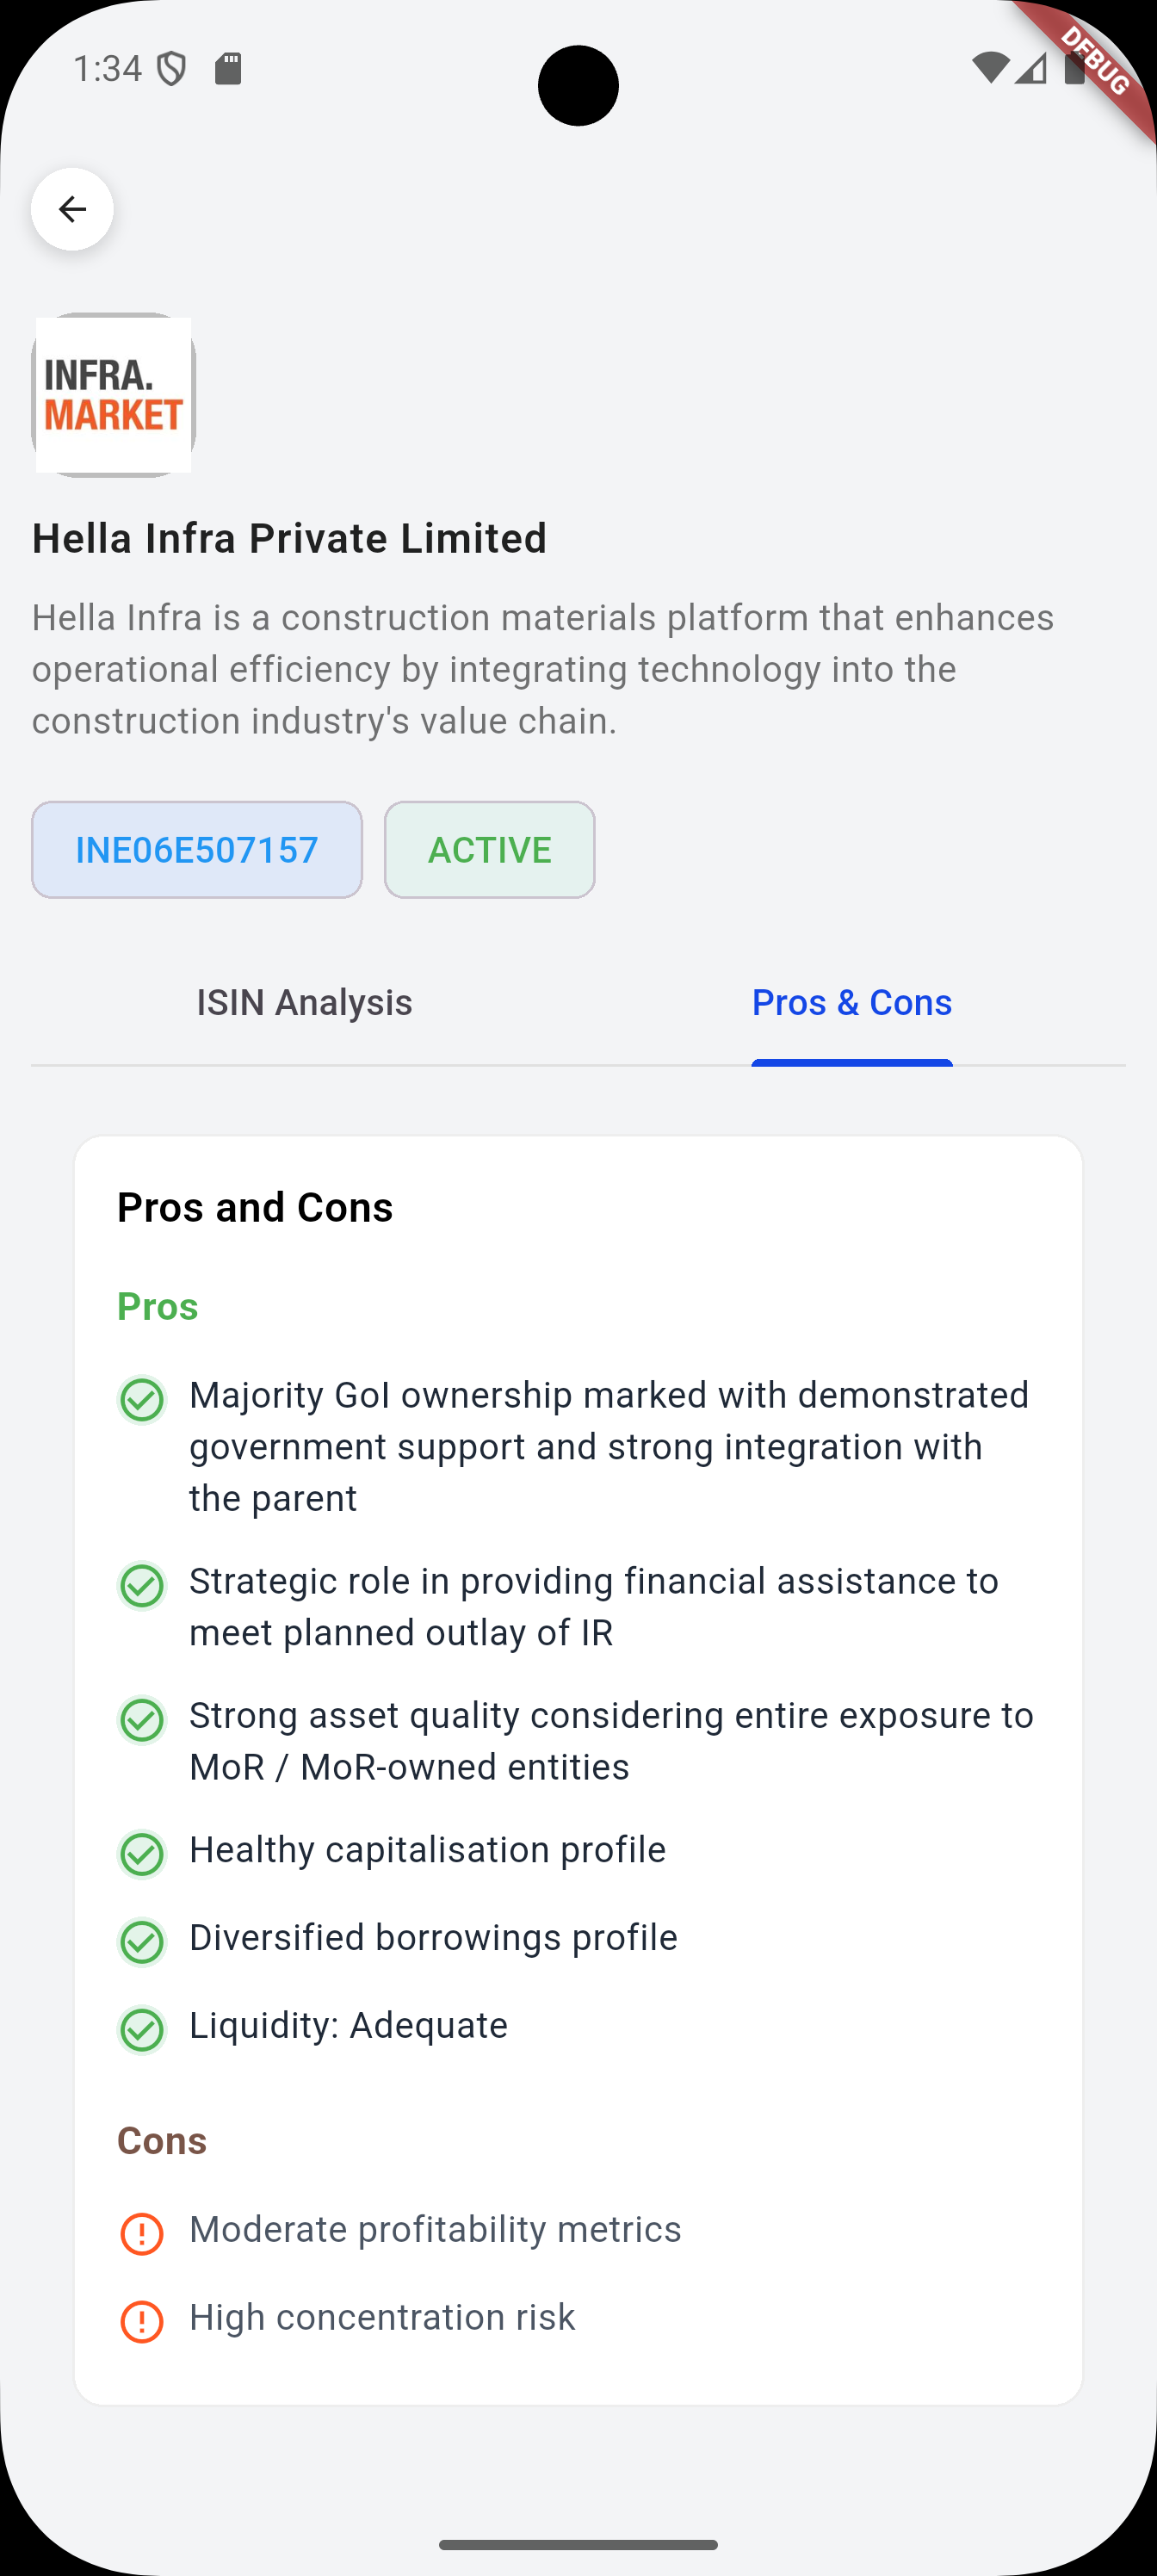 1:34
DEBUG
INFRA.
MARKET
Hella Infra Private Limited
Hella Infra is a construction materials platform that enhances
operational efficiency by integrating technology into the
construction industry's value chain.
INE06E507157
ACTIVE
ISIN Analysis
Pros & Cons
Pros and Cons
Pros
Majority GoI ownership marked with demonstrated
government support and strong integration with
the parent
Strategic role in providing financial assistance to
meet planned outlay of IR
Strong asset quality considering entire exposure to
MoR / MoR-owned entities
Healthy capitalisation profile
Diversified borrowings profile
Liquidity: Adequate
Cons
Moderate profitability metrics
High concentration risk